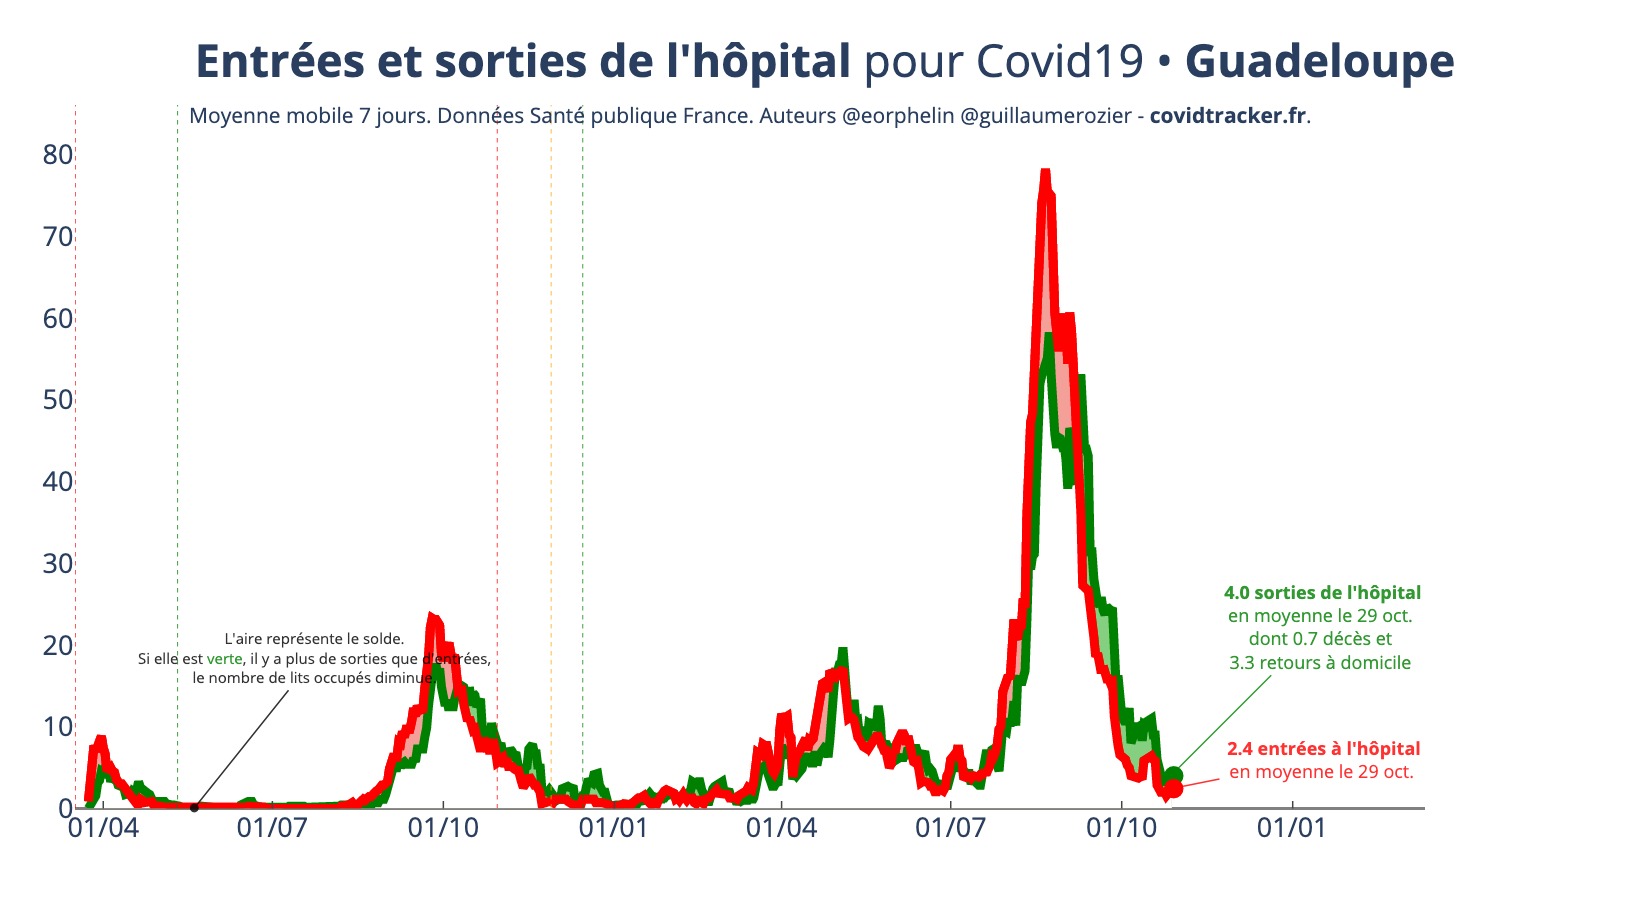 Entrées et sorties de l'hôpital pour Covid19 • Guadeloupe
Moyenne mobile 7 jours. Données Santé publique France. Auteurs @eorphelin @guillaumerozier - covidtracker.fr.
80
70
60
50
40
30
20
10
0
L'aire représente le solde.
Si elle est verte, il y a plus de sorties que d'entrées,
le nombre de lits occupés diminue.
4.0 sorties de l'hôpital
en moyenne le 29 oct.
dont 0.7 décès et
3.3 retours à domicile
2.4 entrées à l'hôpital
en moyenne le 29 oct.
01/04
01/07
01/10
01/01
01/04
01/07
01/10
01/01